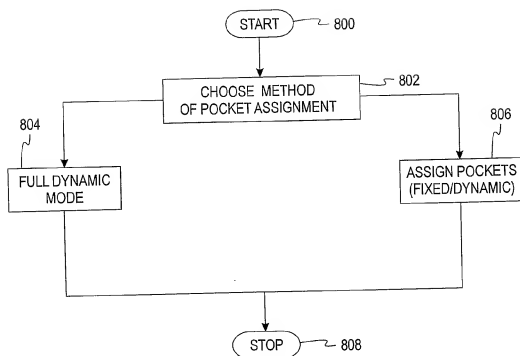 START
800
CHOOSE METHOD
OF POCKET ASSIGNMENT
802
804
806
FULL DYNAMIC
MODE
ASSIGN POCKETS
(FIXED/DYNAMIC)
STOP
808